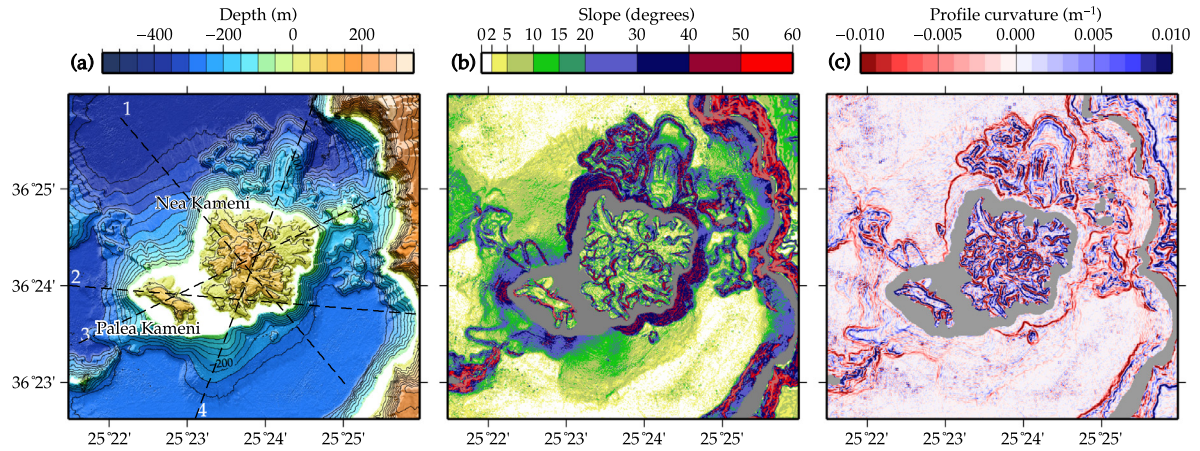 Depth (m)
−400 −200 0 200
(a)
Slope (degrees)
0 2 5 10 15 20 30 40 50 60
(b)
Profile curvature (m⁻¹)
−0.010 −0.005 0.000 0.005 0.010
(c)
1
36°25'
Nea Kameni
2
36°24'
Palea Kameni
3
−200
36°23'
4
25°22' 25°23' 25°24' 25°25'
25°22' 25°23' 25°24' 25°25'
25°22' 25°23' 25°24' 25°25'